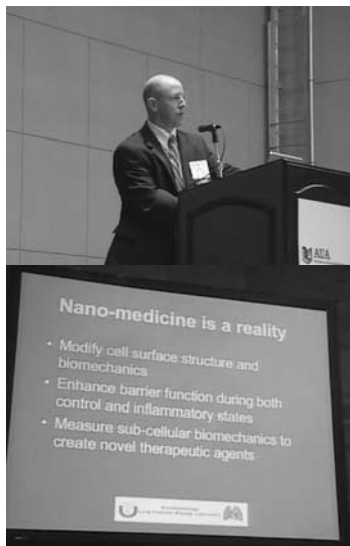 AUA
Nano-medicine is a reality
• Modify cell surface structure and
biomechanics
• Enhance barrier function during both
control and inflammatory states
• Measure sub-cellular biomechanics to
create novel therapeutic agents